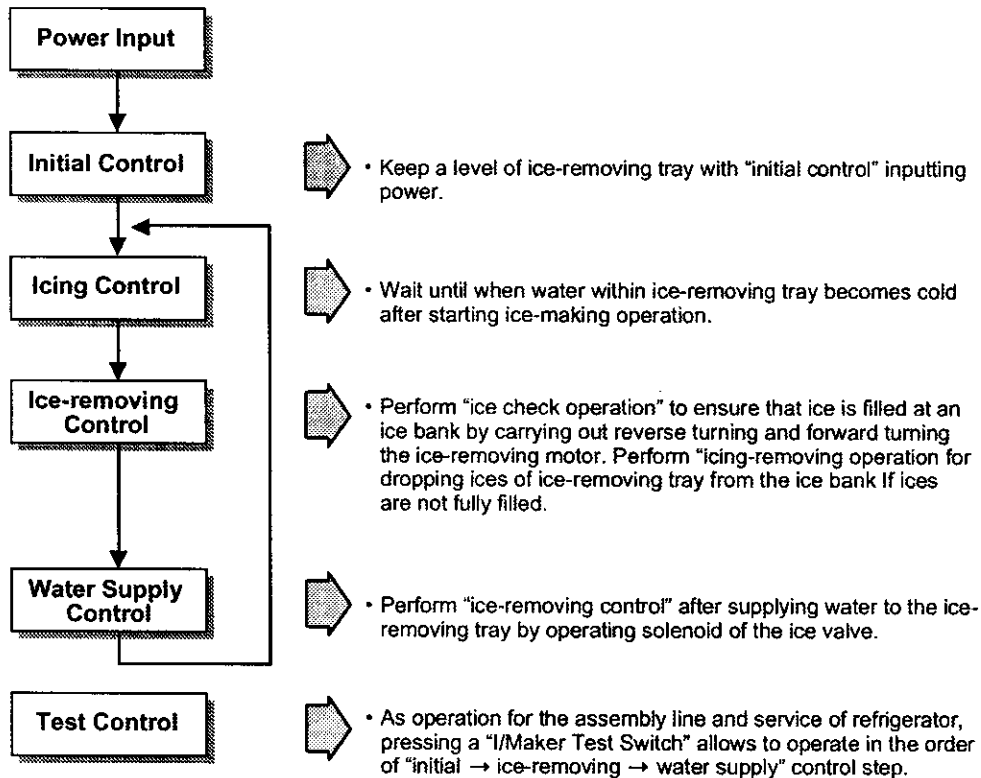 Power Input
Initial Control
• Keep a level of ice-removing tray with “initial control” inputting
power.
Icing Control
• Wait until when water within ice-removing tray becomes cold
after starting ice-making operation.
Ice-removing
Control
• Perform “ice check operation” to ensure that ice is filled at an
ice bank by carrying out reverse turning and forward turning
the ice-removing motor. Perform “icing-removing operation for
dropping ices of ice-removing tray from the ice bank If ices
are not fully filled.
Water Supply
Control
• Perform “ice-removing control” after supplying water to the ice-
removing tray by operating solenoid of the ice valve.
Test Control
• As operation for the assembly line and service of refrigerator,
pressing a “I/Maker Test Switch” allows to operate in the order
of “initial → ice-removing → water supply” control step.